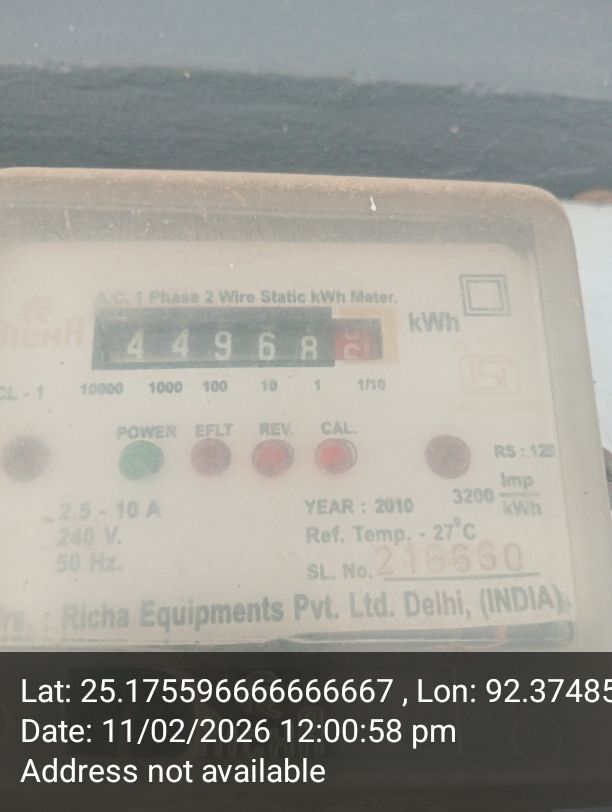 A.C. 1 Phase 2 Wire Static kWh Meter.
4 4 9 6 8
kWh
CL - 1
10000 1000 100 10 1 1/10
POWER EFLT REV. CAL.
RS : 12
2.5 - 10 A
YEAR : 2010
3200 Imp/kWh
240 V.
Ref. Temp. - 27°C
50 Hz.
SL. No. 216660
Richa Equipments Pvt. Ltd. Delhi, (INDIA)
Lat: 25.175596666666667 , Lon: 92.37485
Date: 11/02/2026 12:00:58 pm
Address not available